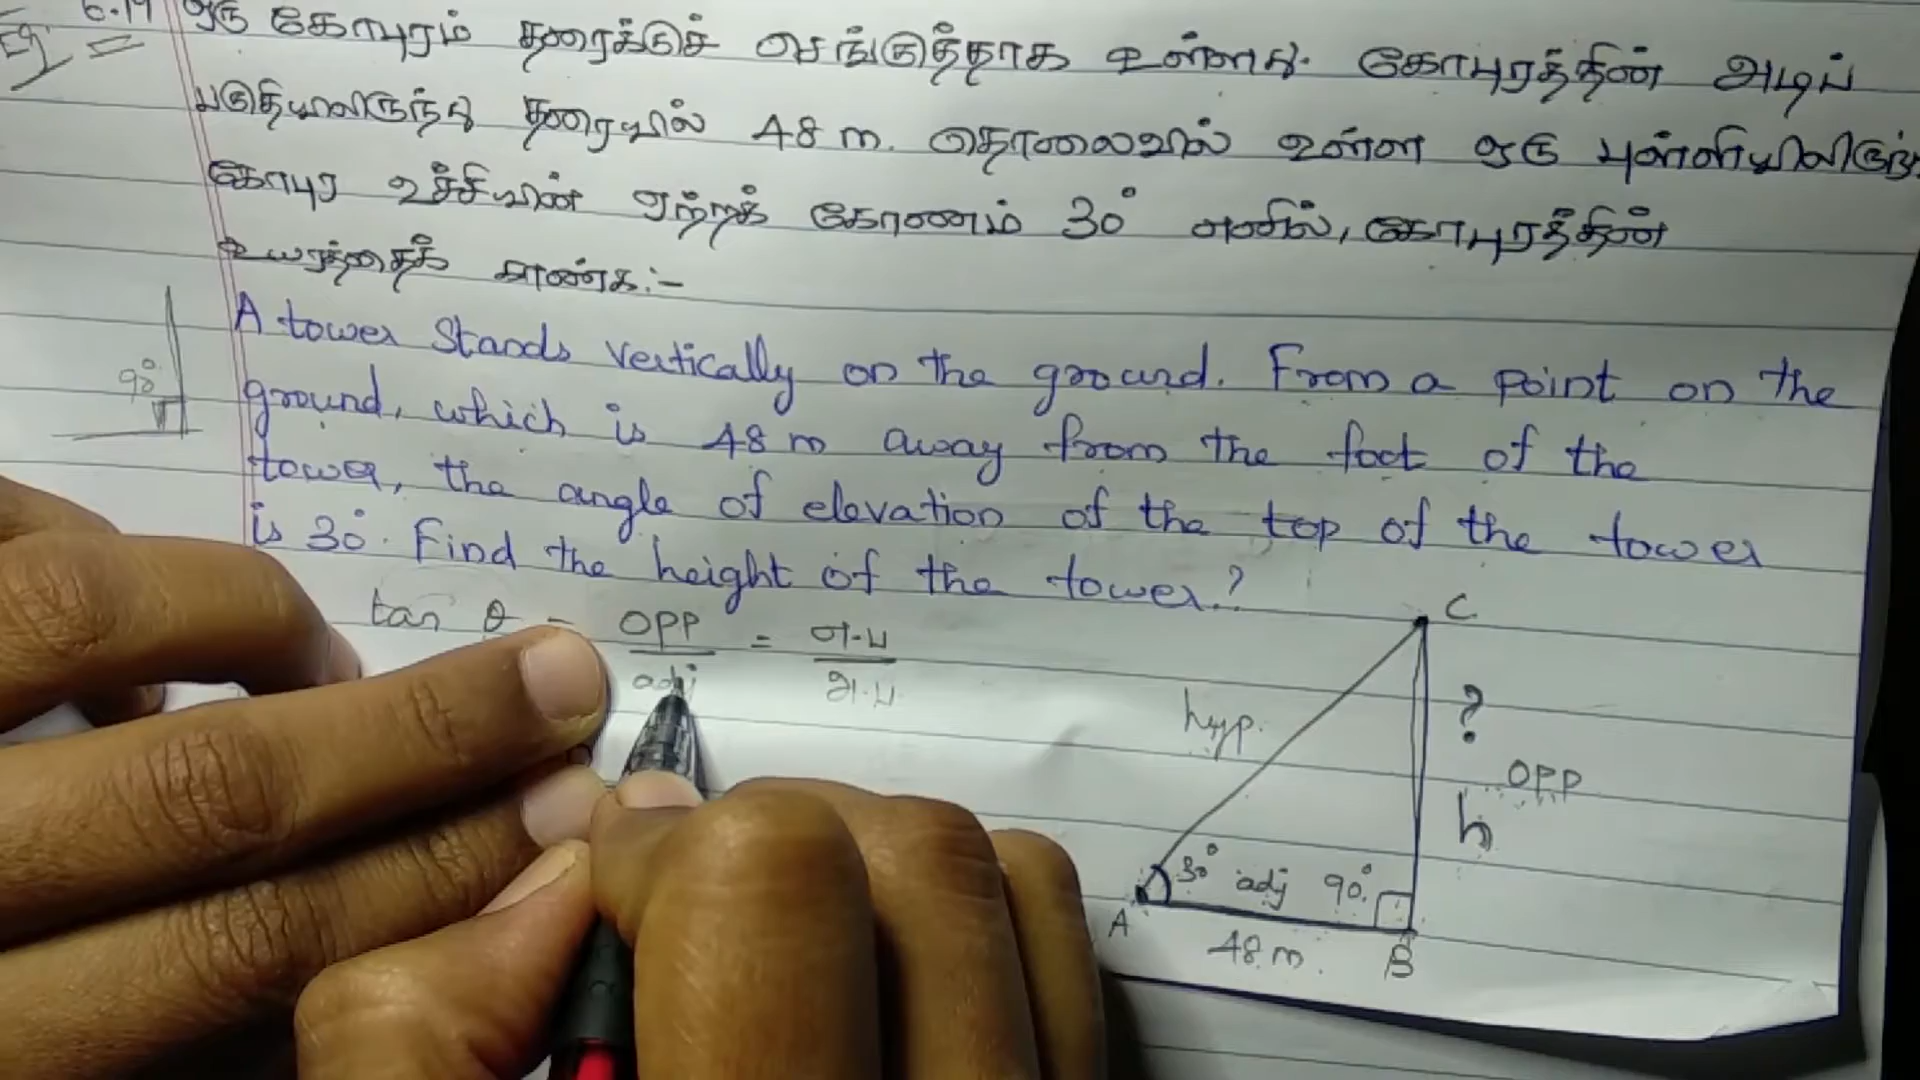 Eg: 6.19 ஒரு கோபுரம் தரைக்குச் செங்குத்தாக உள்ளது. கோபுரத்தின் அடிப்
பகுதியிலிருந்து தரையில் 48 m. தொலைவில் உள்ள ஒரு புள்ளியிலிருந்
கோபுர உச்சியின் ஏற்றக் கோணம் 30° எனில், கோபுரத்தின்
உயரத்தைக் காண்க:-
A tower Stands vertically on the ground. From a point on the
ground, which is 48 m away from the foot of the
tower, the angle of elevation of the top of the tower
is 30°. Find the height of the tower?
90°
tan θ = opp / adj = எ.ப / அ.ப
C
hyp.
?
OPP
h
30° adj 90°
A 48 m. B